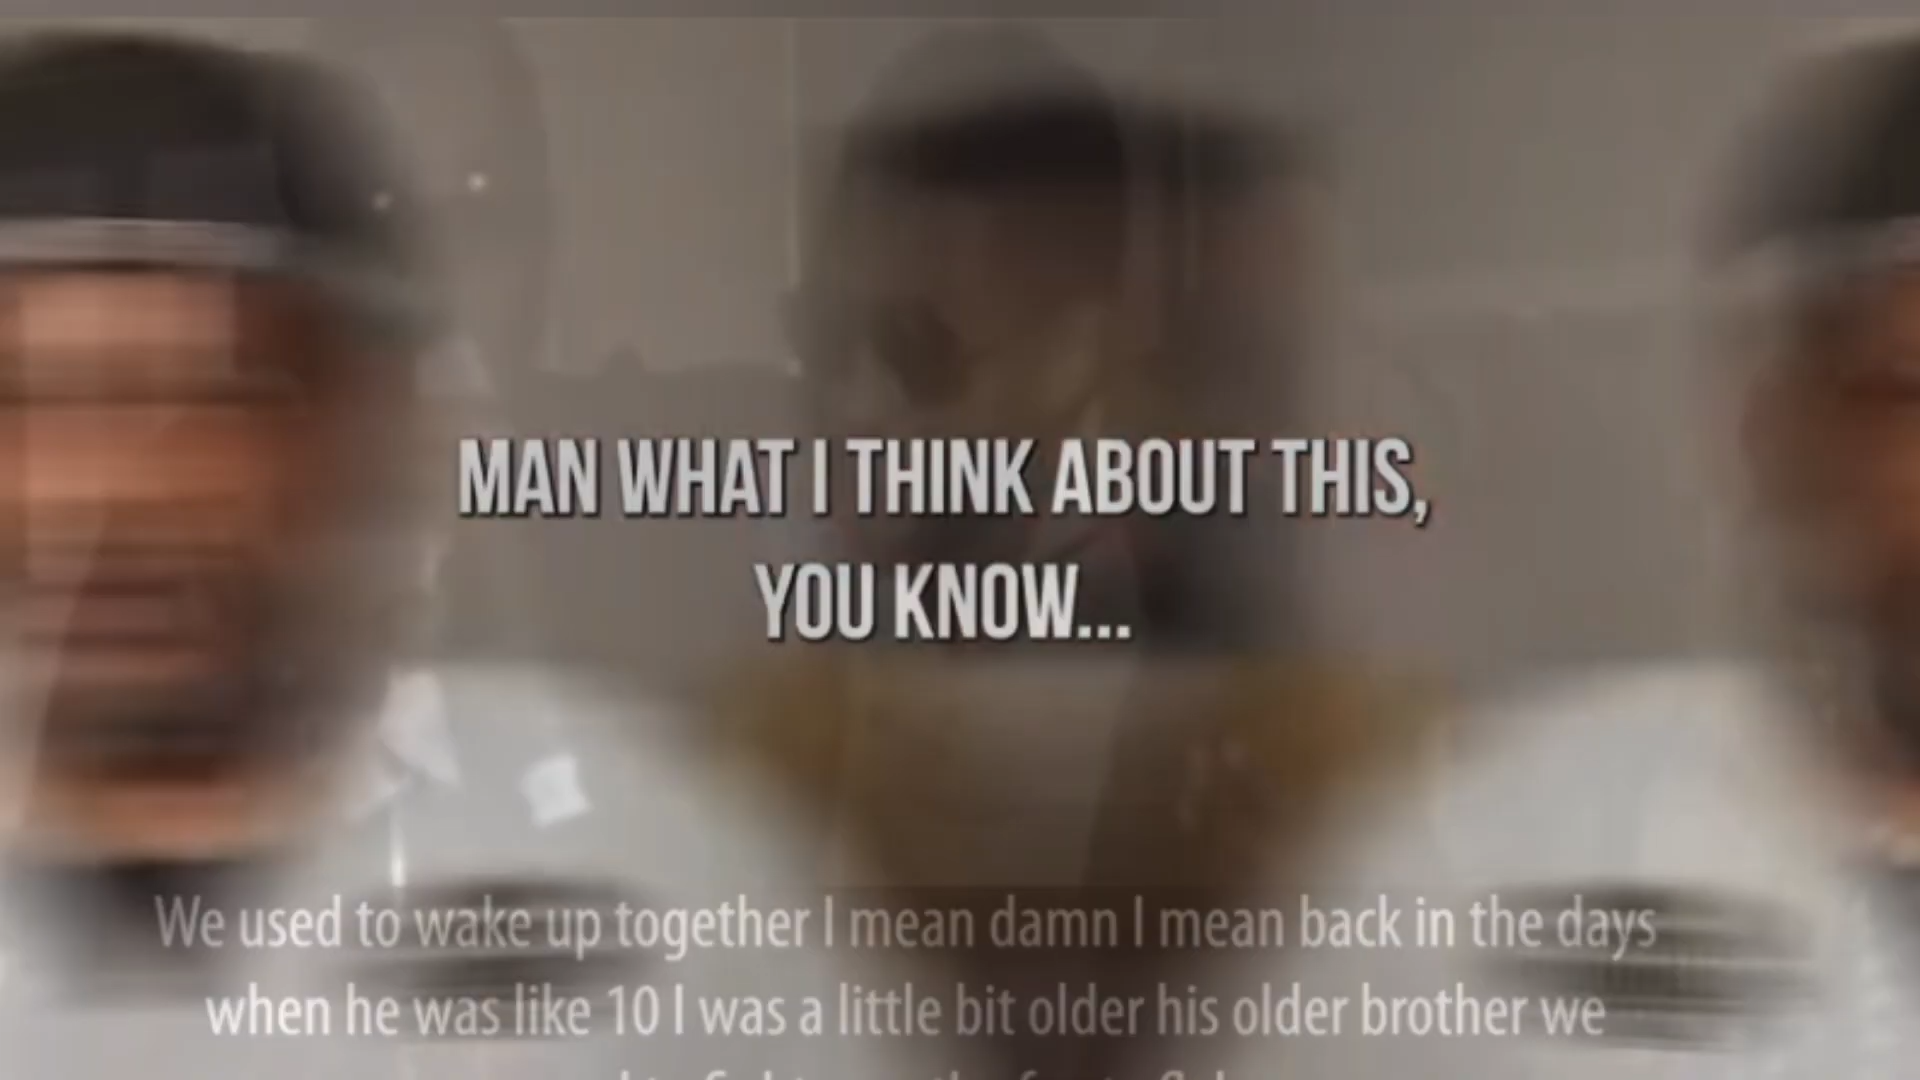 MAN WHAT I THINK ABOUT THIS,
YOU KNOW...
We used to wake up together I mean damn I mean back in the days
when he was like 10 I was a little bit older his older brother we